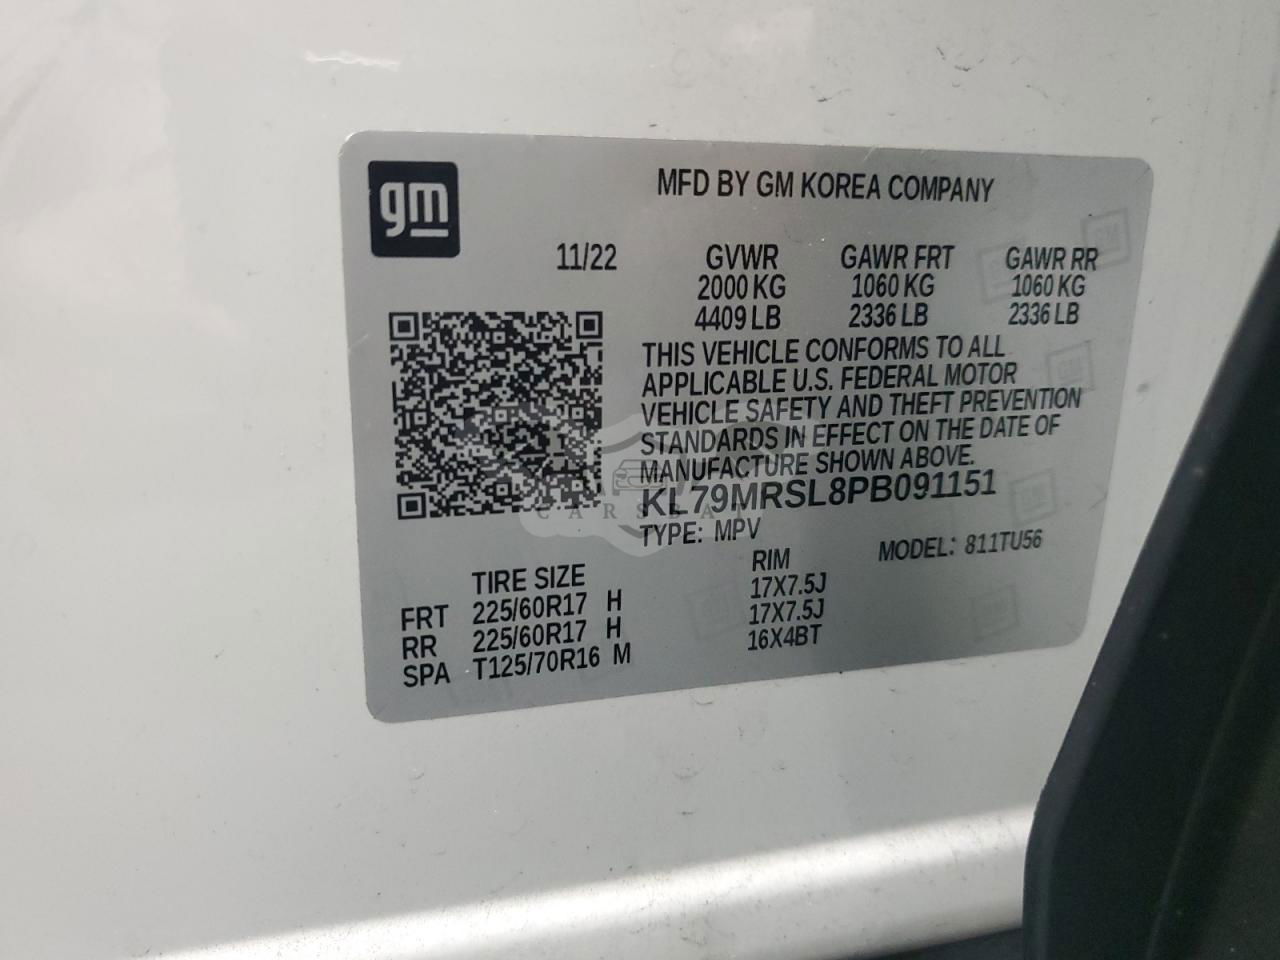 gm
MFD BY GM KOREA COMPANY
11/22 GVWR GAWR FRT GAWR RR
2000 KG 1060 KG 1060 KG
4409 LB 2336 LB 2336 LB
THIS VEHICLE CONFORMS TO ALL
APPLICABLE U.S. FEDERAL MOTOR
VEHICLE SAFETY AND THEFT PREVENTION
STANDARDS IN EFFECT ON THE DATE OF
MANUFACTURE SHOWN ABOVE.
KL79MRSL8PB091151
TYPE: MPV MODEL: 811TU56
TIRE SIZE RIM
FRT 225/60R17 H 17X7.5J
RR 225/60R17 H 17X7.5J
SPA T125/70R16 M 16X4BT